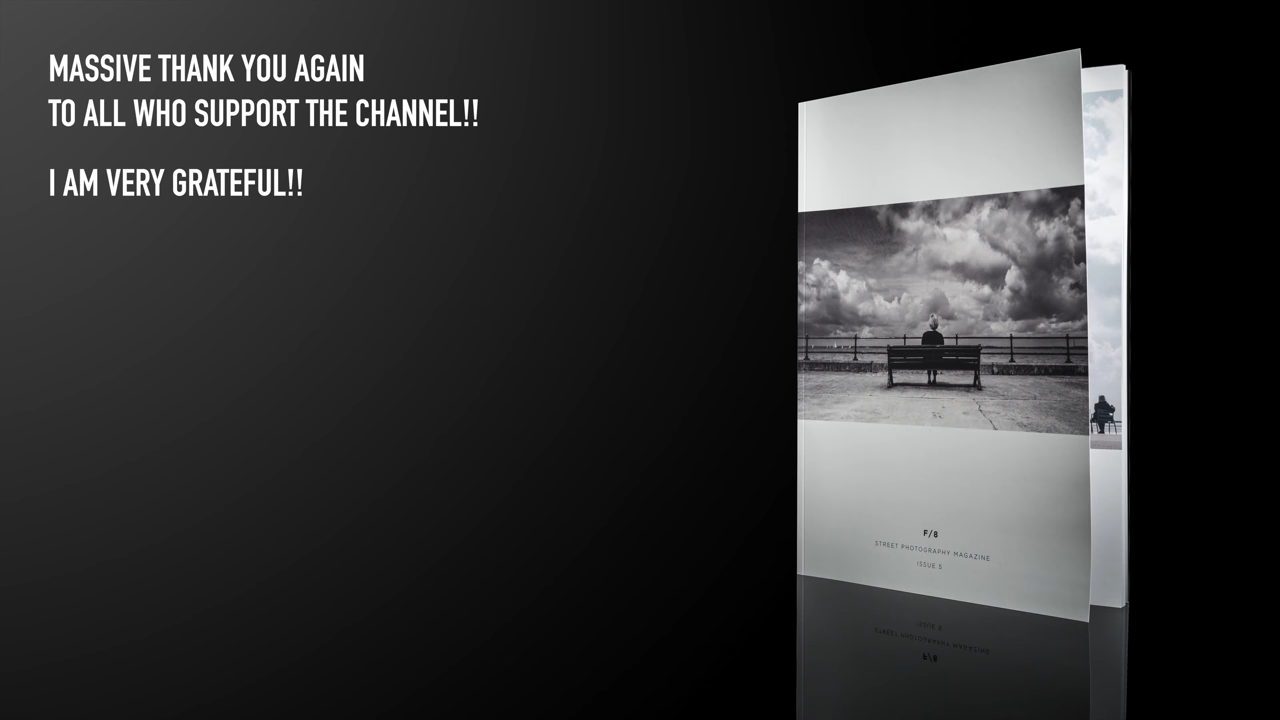 MASSIVE THANK YOU AGAIN
TO ALL WHO SUPPORT THE CHANNEL!!
I AM VERY GRATEFUL!!
F/8
STREET PHOTOGRAPHY MAGAZINE
ISSUE 5